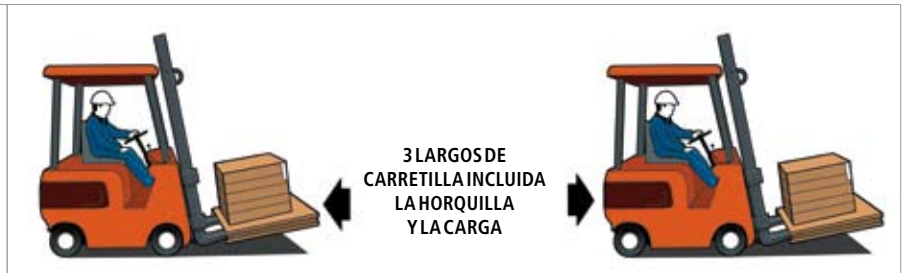 3 LARGOS DE
CARRETILLA INCLUIDA
LA HORQUILLA
Y LA CARGA